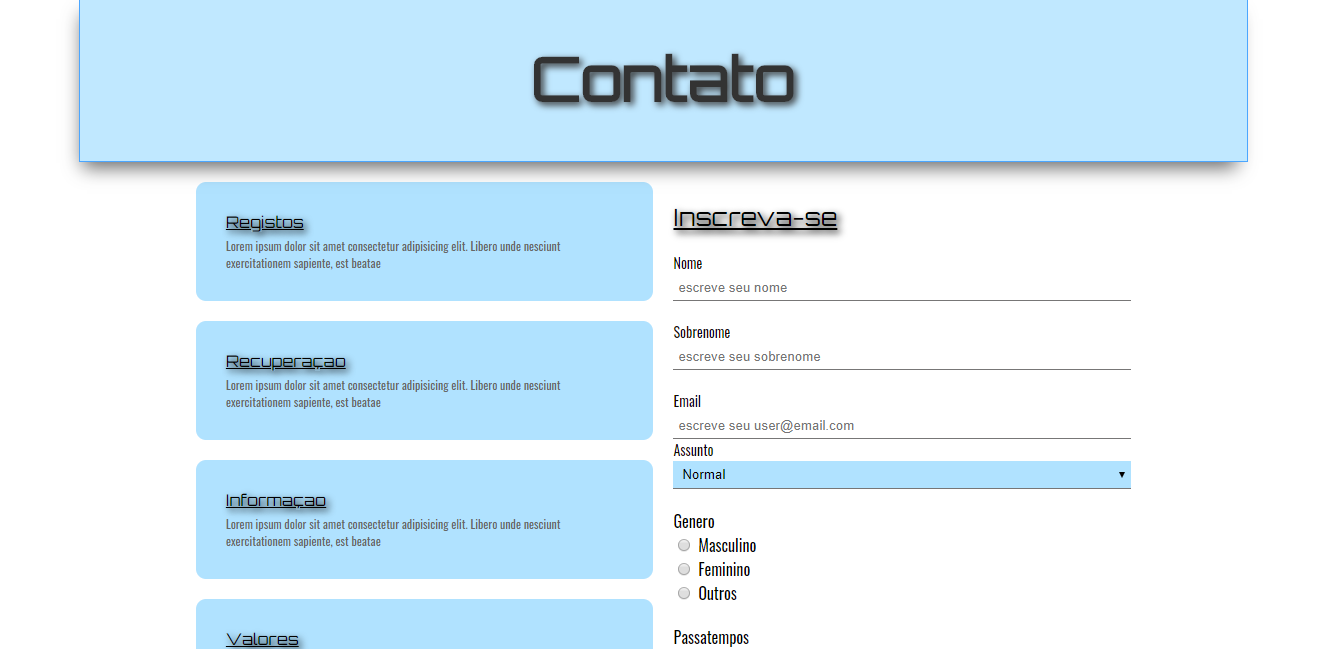 Contato
Registos
Lorem ipsum dolor sit amet consectetur adipisicing elit. Libero unde nesciunt
exercitationem sapiente, est beatae
Recuperaçao
Lorem ipsum dolor sit amet consectetur adipisicing elit. Libero unde nesciunt
exercitationem sapiente, est beatae
Informaçao
Lorem ipsum dolor sit amet consectetur adipisicing elit. Libero unde nesciunt
exercitationem sapiente, est beatae
Valores
Inscreva-se
Nome
escreve seu nome
Sobrenome
escreve seu sobrenome
Email
escreve seu user@email.com
Assunto
Normal
Genero
Masculino
Feminino
Outros
Passatempos